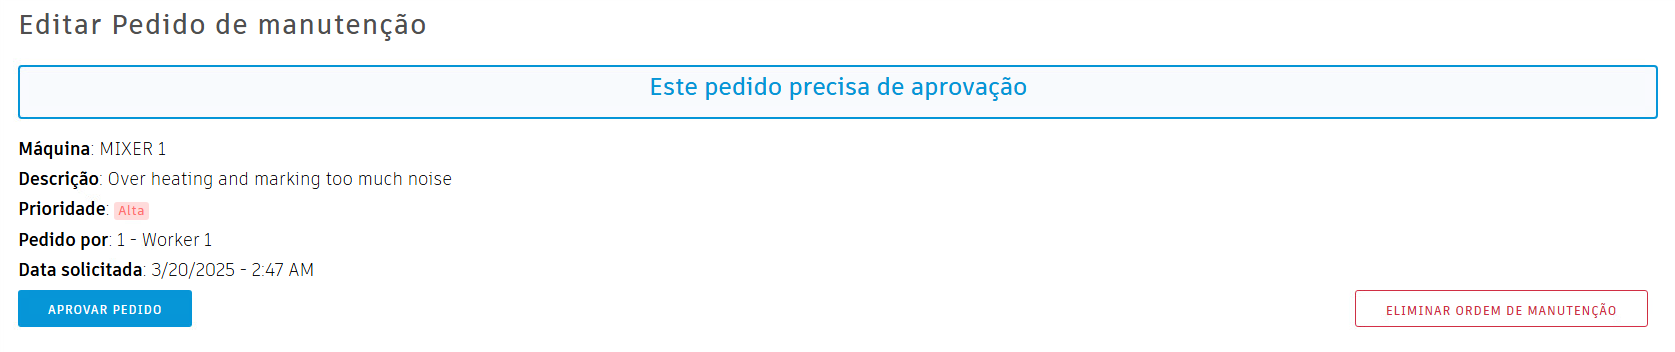 Editar Pedido de manutenção
Este pedido precisa de aprovação
Máquina: MIXER 1
Descrição: Over heating and marking too much noise
Prioridade: Alta
Pedido por: 1 - Worker 1
Data solicitada: 3/20/2025 - 2:47 AM
APROVAR PEDIDO
ELIMINAR ORDEM DE MANUTENÇÃO